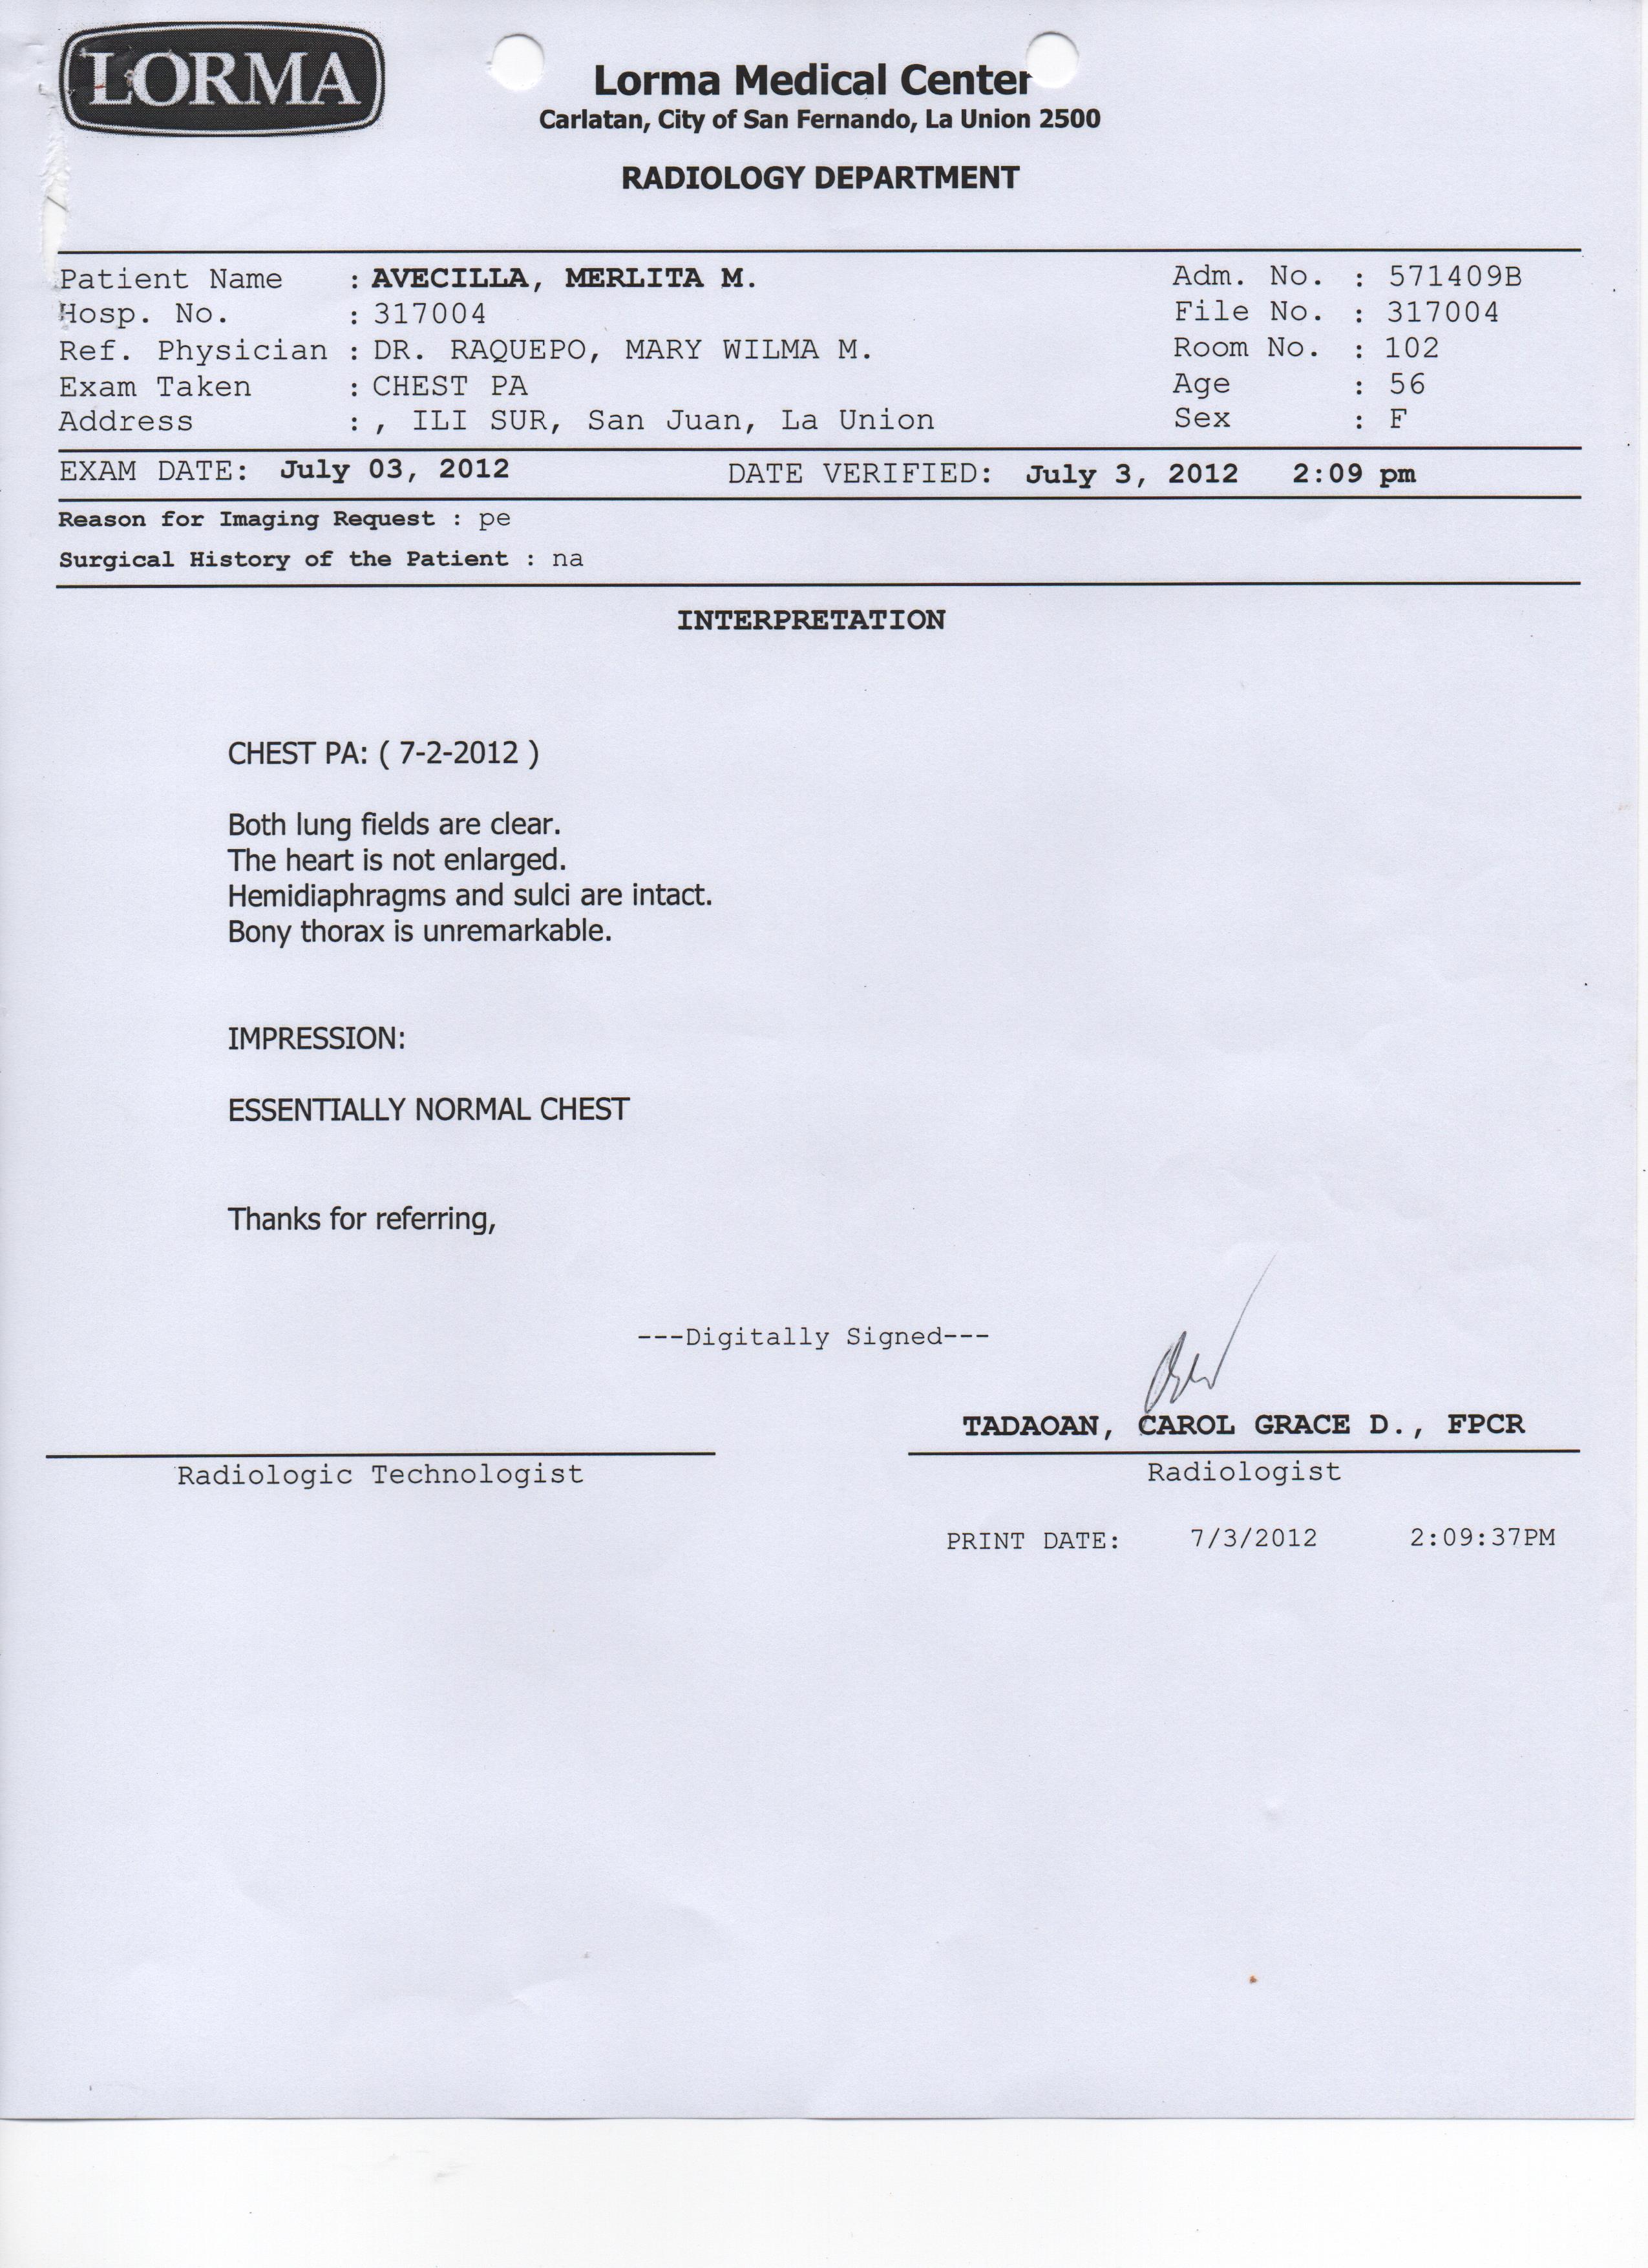 LORMA
Lorma Medical Center
Carlatan, City of San Fernando, La Union 2500
RADIOLOGY DEPARTMENT
Patient Name : AVECILLA, MERLITA M. Adm. No. : 571409B
Hosp. No. : 317004 File No. : 317004
Ref. Physician : DR. RAQUEPO, MARY WILMA M. Room No. : 102
Exam Taken : CHEST PA Age : 56
Address : , ILI SUR, San Juan, La Union Sex : F
EXAM DATE: July 03, 2012 DATE VERIFIED: July 3, 2012 2:09 pm
Reason for Imaging Request : pe
Surgical History of the Patient : na
INTERPRETATION
CHEST PA: ( 7-2-2012 )
Both lung fields are clear.
The heart is not enlarged.
Hemidiaphragms and sulci are intact.
Bony thorax is unremarkable.
IMPRESSION:
ESSENTIALLY NORMAL CHEST
Thanks for referring,
---Digitally Signed---
TADAOAN, CAROL GRACE D., FPCR
Radiologic Technologist Radiologist
PRINT DATE: 7/3/2012 2:09:37PM